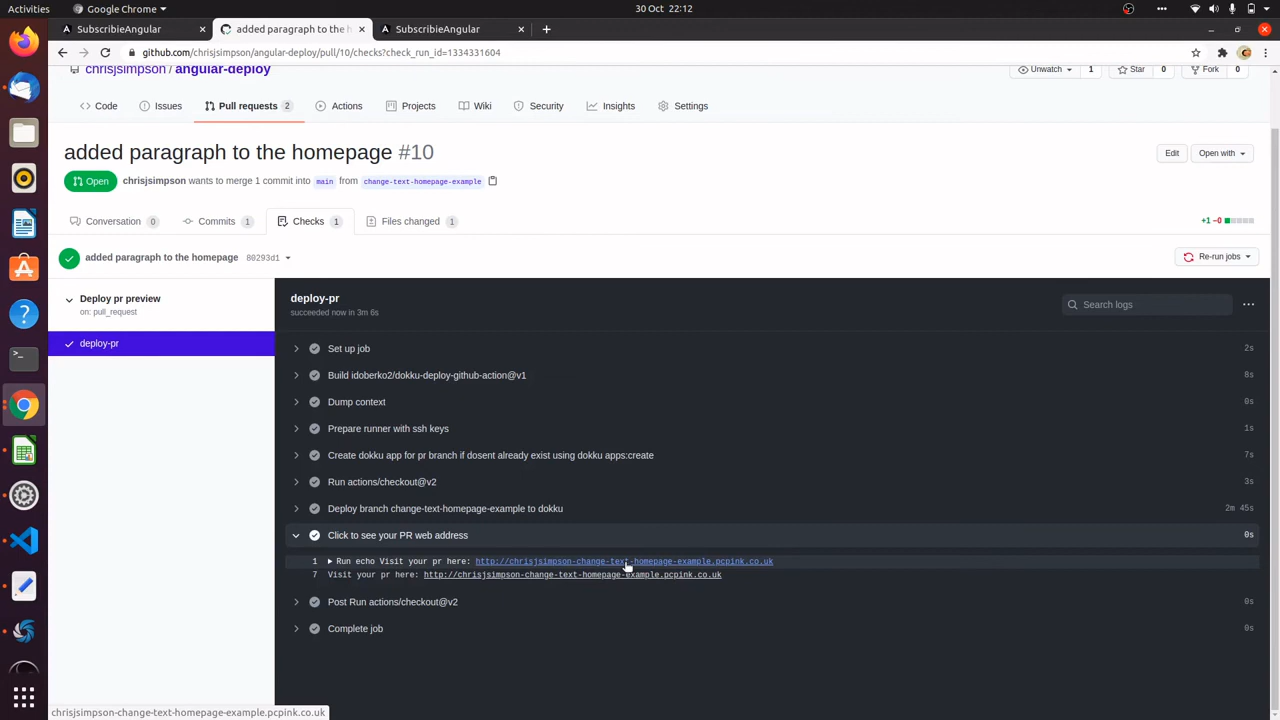 Activities
Google Chrome
30 Oct 22:12
SubscribieAngular
added paragraph to the h
SubscribieAngular
github.com/chrisjsimpson/angular-deploy/pull/10/checks?check_run_id=1334331604
chrisjsimpson / angular-deploy
Unwatch 1
Star 0
Fork 0
Code
Issues
Pull requests 2
Actions
Projects
Wiki
Security
Insights
Settings
added paragraph to the homepage #10
Edit
Open with
Open
chrisjsimpson wants to merge 1 commit into main from change-text-homepage-example
Conversation 0
Commits 1
Checks 1
Files changed 1
+1 −0
added paragraph to the homepage 80293d1
Re-run jobs
Deploy pr preview
on: pull_request
deploy-pr
deploy-pr
succeeded now in 3m 6s
Search logs
Set up job 2s
Build idoberko2/dokku-deploy-github-action@v1 8s
Dump context 0s
Prepare runner with ssh keys 1s
Create dokku app for pr branch if dosent already exist using dokku apps:create 7s
Run actions/checkout@v2 3s
Deploy branch change-text-homepage-example to dokku 2m 45s
Click to see your PR web address 0s
1 Run echo Visit your pr here: http://chrisjsimpson-change-text-homepage-example.pcpink.co.uk
7 Visit your pr here: http://chrisjsimpson-change-text-homepage-example.pcpink.co.uk
Post Run actions/checkout@v2 0s
Complete job 0s
chrisjsimpson-change-text-homepage-example.pcpink.co.uk